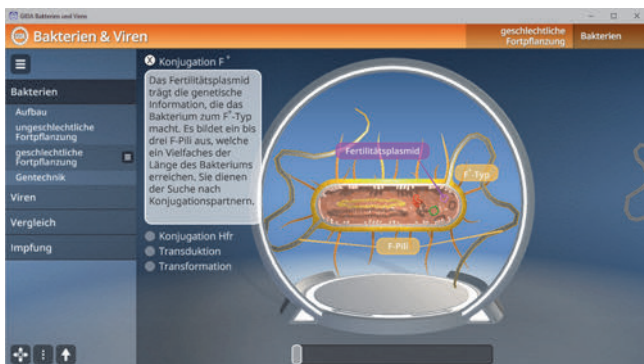 GIDA Bakterien und Viren
Bakterien & Viren
geschlechtliche
Fortpflanzung
Bakterien
Bakterien
Aufbau
ungeschlechtliche
Fortpflanzung
geschlechtliche
Fortpflanzung
Gentechnik
Viren
Vergleich
Impfung
X Konjugation F⁺
Das Fertilitätsplasmid
trägt die genetische
Information, die das
Bakterium zum F⁺-Typ
macht. Es bildet ein bis
drei F-Pili aus, welche
ein Vielfaches der
Länge des Bakteriums
erreichen. Sie dienen
der Suche nach
Konjugationspartnern.
Konjugation Hfr
Transduktion
Transformation
Fertilitätsplasmid
F⁺-Typ
F-Pili